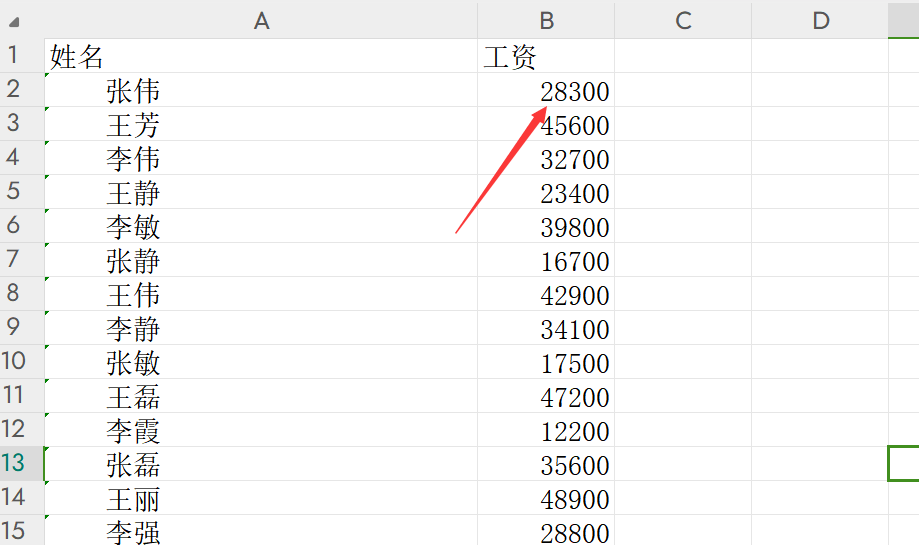 A B C D
1 姓名 工资
2 张伟 28300
3 王芳 45600
4 李伟 32700
5 王静 23400
6 李敏 39800
7 张静 16700
8 王伟 42900
9 李静 34100
10 张敏 17500
11 王磊 47200
12 李霞 12200
13 张磊 35600
14 王丽 48900
15 李强 28800